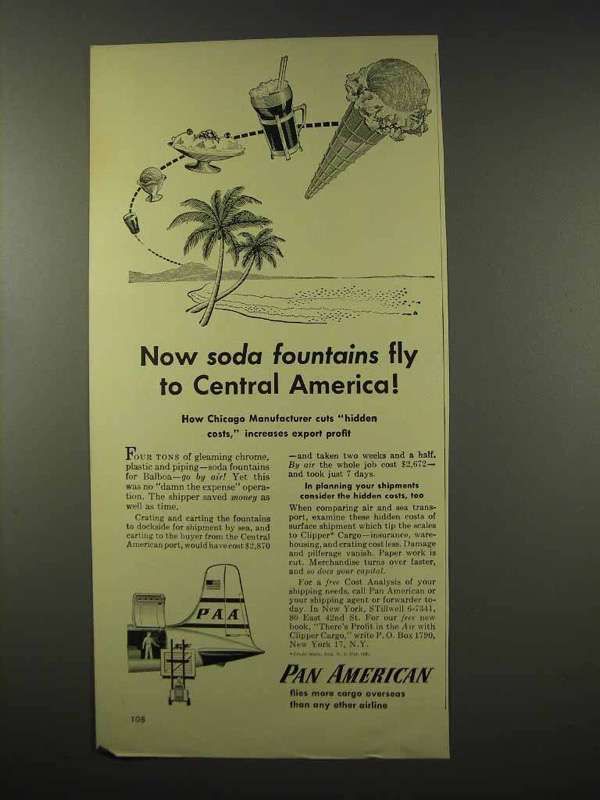 Now soda fountains fly
to Central America!
How Chicago Manufacturer cuts "hidden
costs," increases export profit
FOUR TONS of gleaming chrome,
plastic and piping—soda fountains
for Balboa—go by air! Yet this
was no "damn the expense" opera-
tion. The shipper saved money as
well as time.
Crating and carting the fountains
to dockside for shipment by sea, and
carting to the buyer from the Central
American port, would have cost $2,870
—and taken two weeks and a half.
By air the whole job cost $2,672—
and took just 7 days.
In planning your shipments
consider the hidden costs, too
When comparing air and sea trans-
port, examine these hidden costs of
surface shipment which tip the scales
to Clipper* Cargo—insurance, ware-
housing, and crating cost less. Damage
and pilferage vanish. Paper work is
cut. Merchandise turns over faster,
and so does your capital.
For a free Cost Analysis of your
shipping needs, call Pan American or
your shipping agent or forwarder to-
day. In New York, STillwell 6-7341,
80 East 42nd St. For our free new
book, "There's Profit in the Air with
Clipper Cargo," write P. O. Box 1790,
New York 17, N.Y.
*Trade Mark, Reg. U. S. Pat. Off.
PAA
PAN AMERICAN
flies more cargo overseas
than any other airline
108